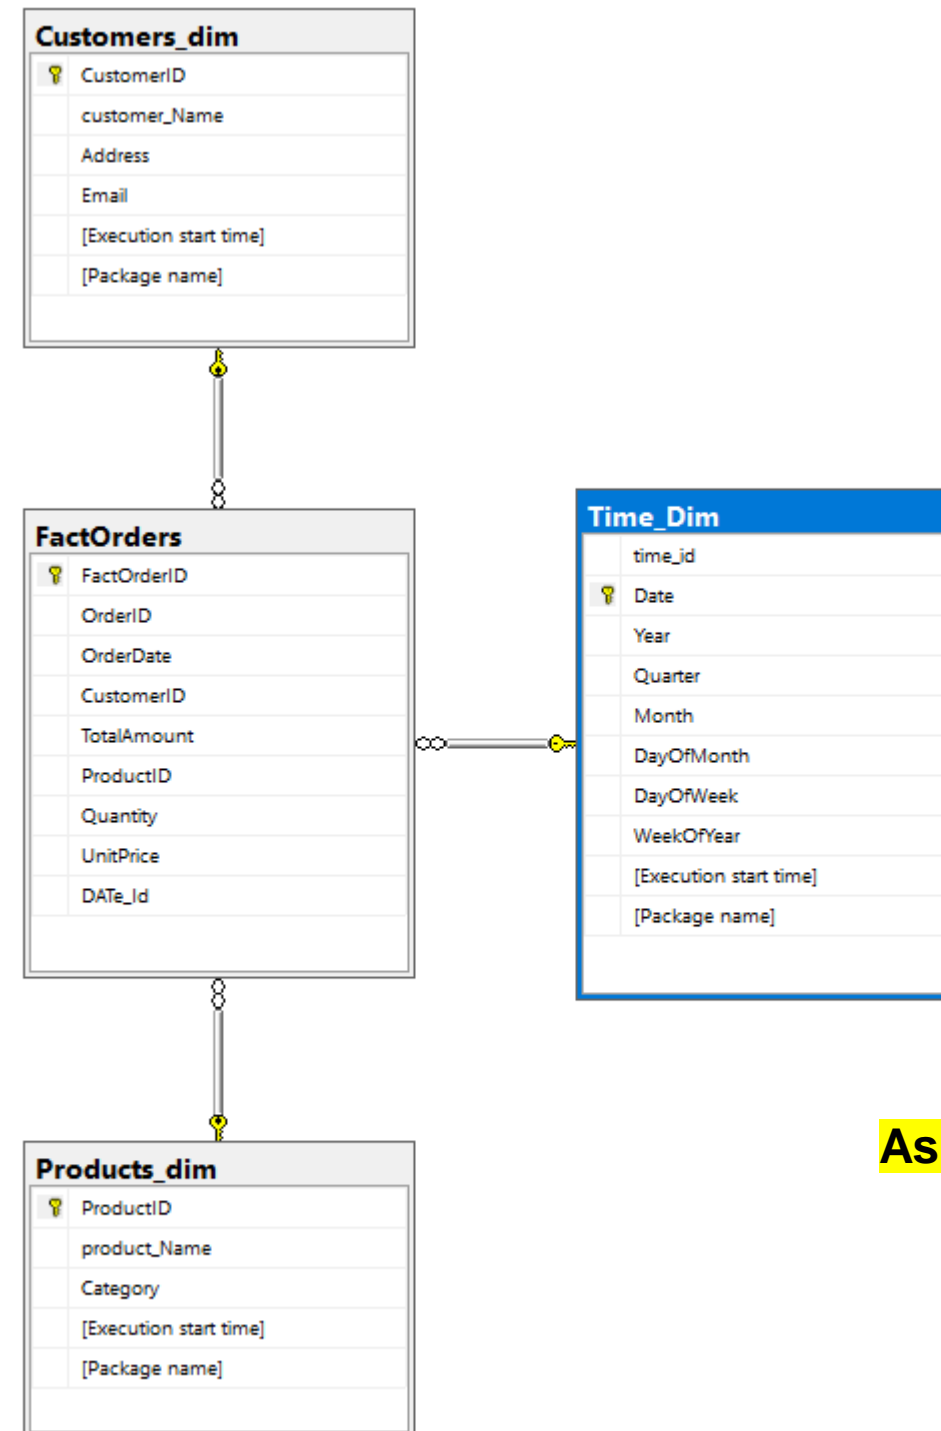 Customers_dim
CustomerID
customer_Name
Address
Email
[Execution start time]
[Package name]
FactOrders
FactOrderID
OrderID
OrderDate
CustomerID
TotalAmount
ProductID
Quantity
UnitPrice
DATe_Id
Time_Dim
time_id
Date
Year
Quarter
Month
DayOfMonth
DayOfWeek
WeekOfYear
[Execution start time]
[Package name]
As
Products_dim
ProductID
product_Name
Category
[Execution start time]
[Package name]